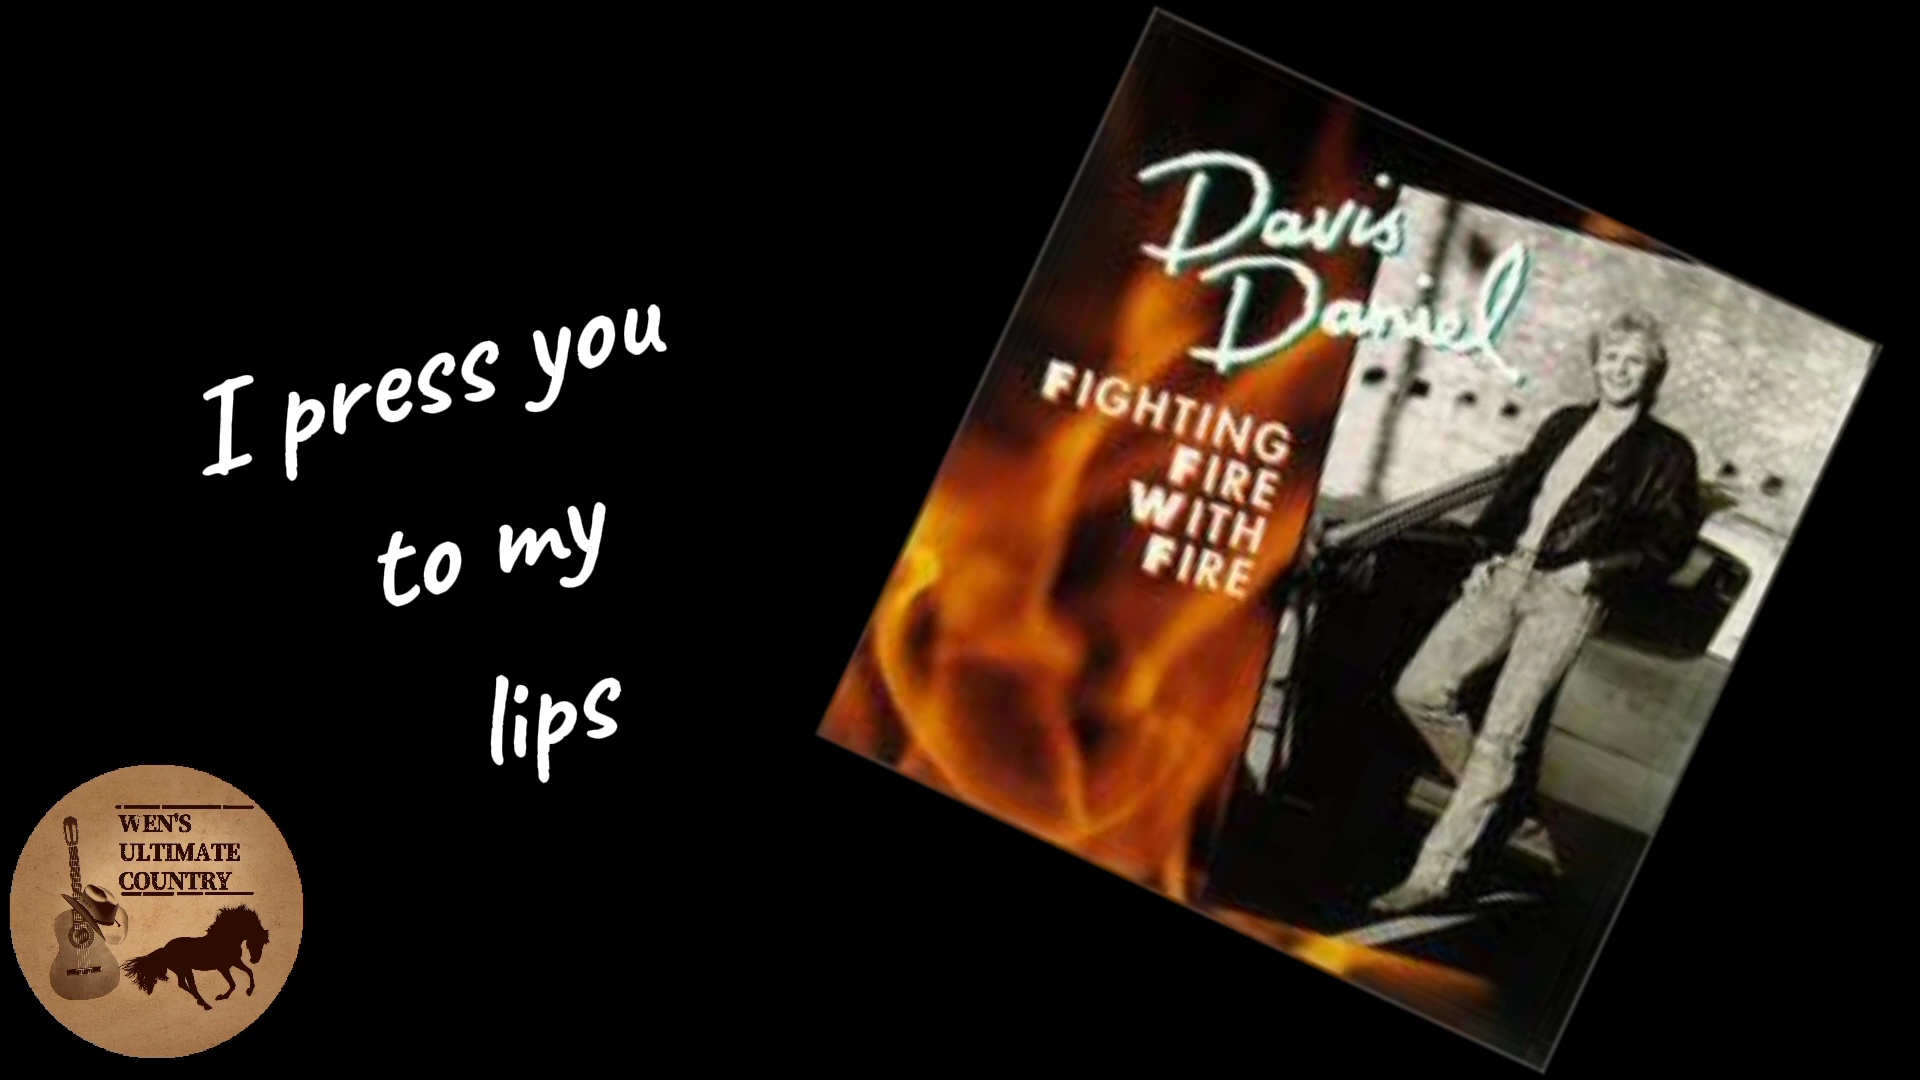 I press you
to my
lips
Davis
Daniel
FIGHTING
FIRE
WITH
FIRE
WEN'S
ULTIMATE
COUNTRY